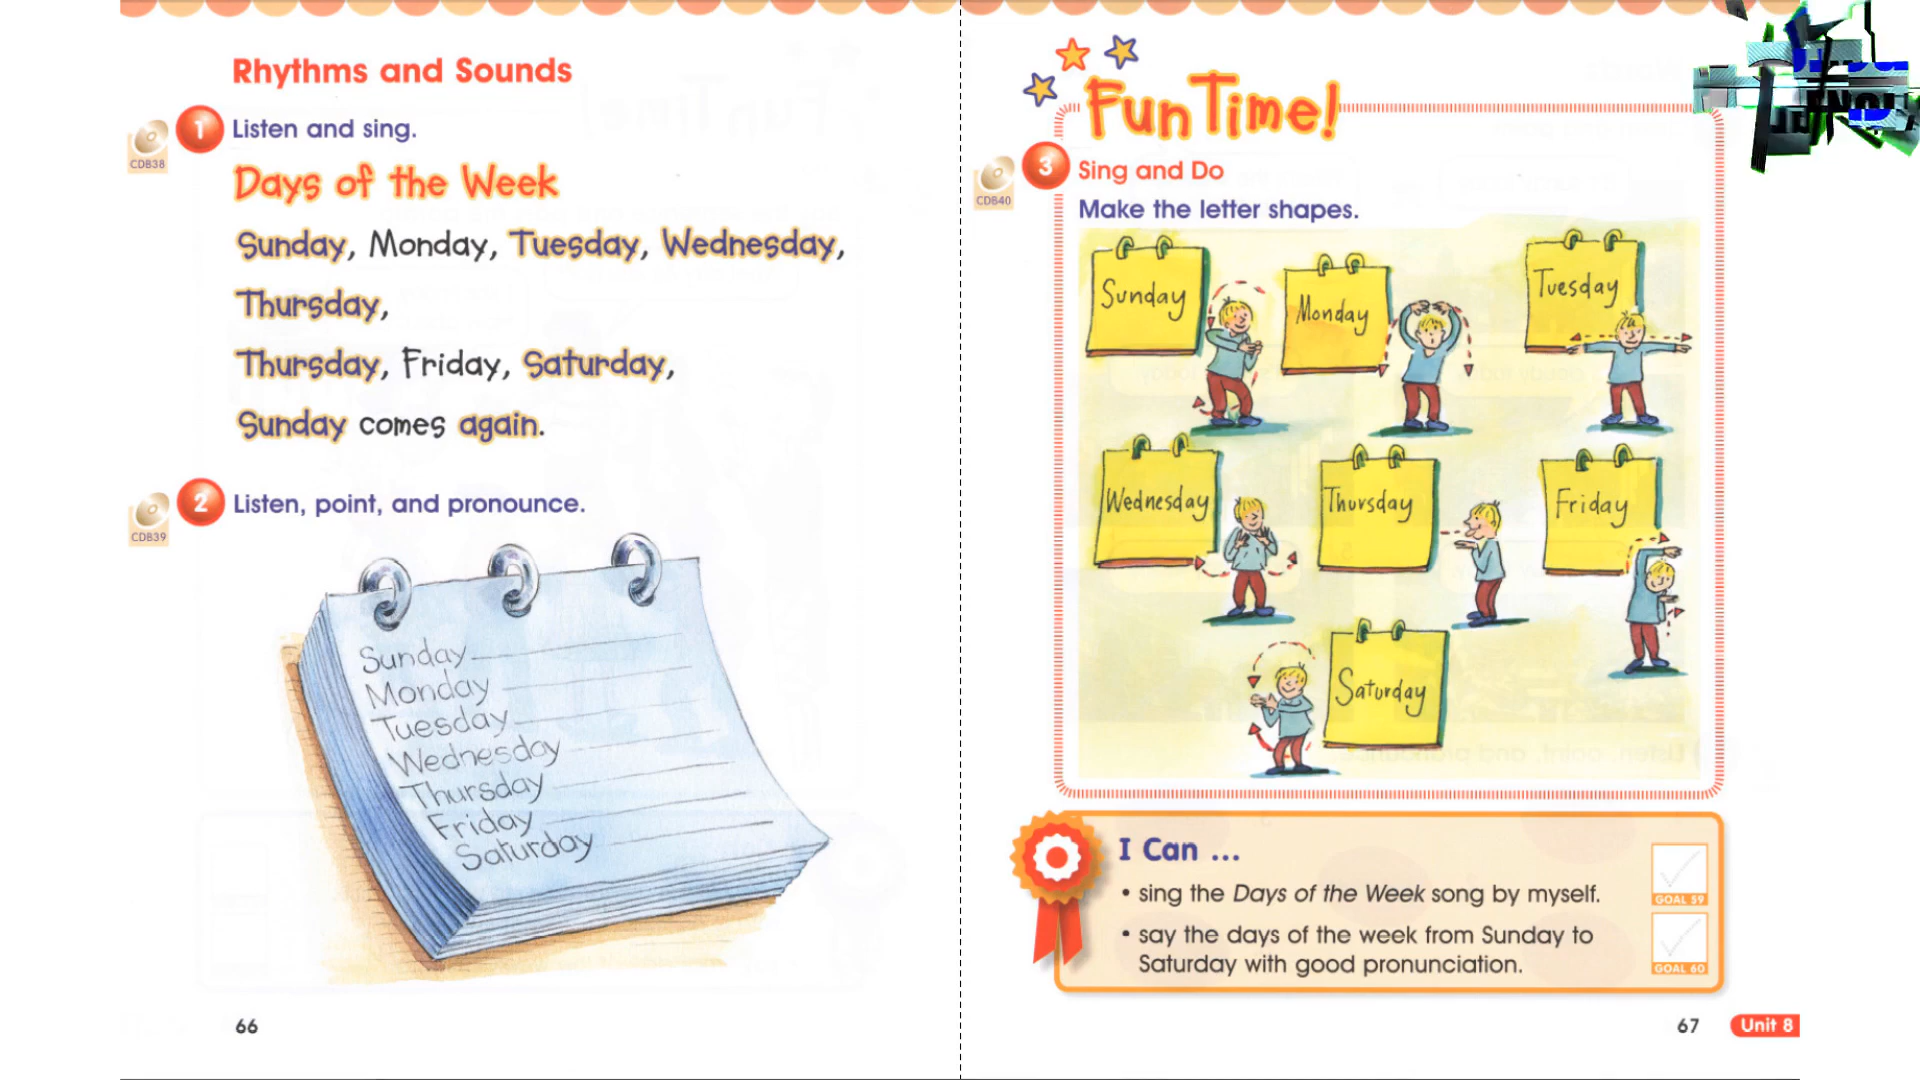 Rhythms and Sounds
CDB38
1 Listen and sing.
Days of the Week
Sunday, Monday, Tuesday, Wednesday,
Thursday,
Thursday, Friday, Saturday,
Sunday comes again.
CDB39
2 Listen, point, and pronounce.
Sunday
Monday
Tuesday
Wednesday
Thursday
Friday
Saturday
66
Fun Time!
CDB40
3 Sing and Do
Make the letter shapes.
Sunday
Monday
Tuesday
Wednesday
Thursday
Friday
Saturday
I Can ...
• sing the Days of the Week song by myself.
GOAL 59
• say the days of the week from Sunday to
Saturday with good pronunciation.
GOAL 60
67
Unit 8